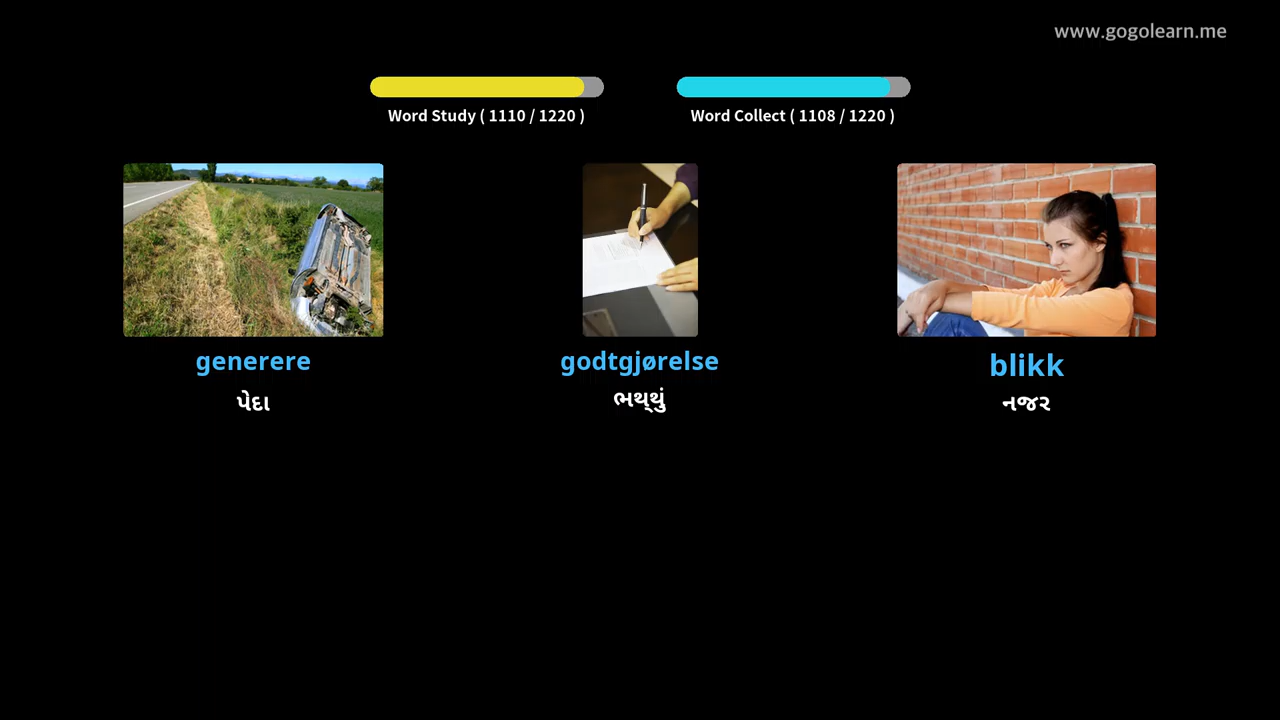 www.gogolearn.me
Word Study ( 1110 / 1220 )
Word Collect ( 1108 / 1220 )
generere
godtgjørelse
blikk
પેદા
ભથ્થું
નજર